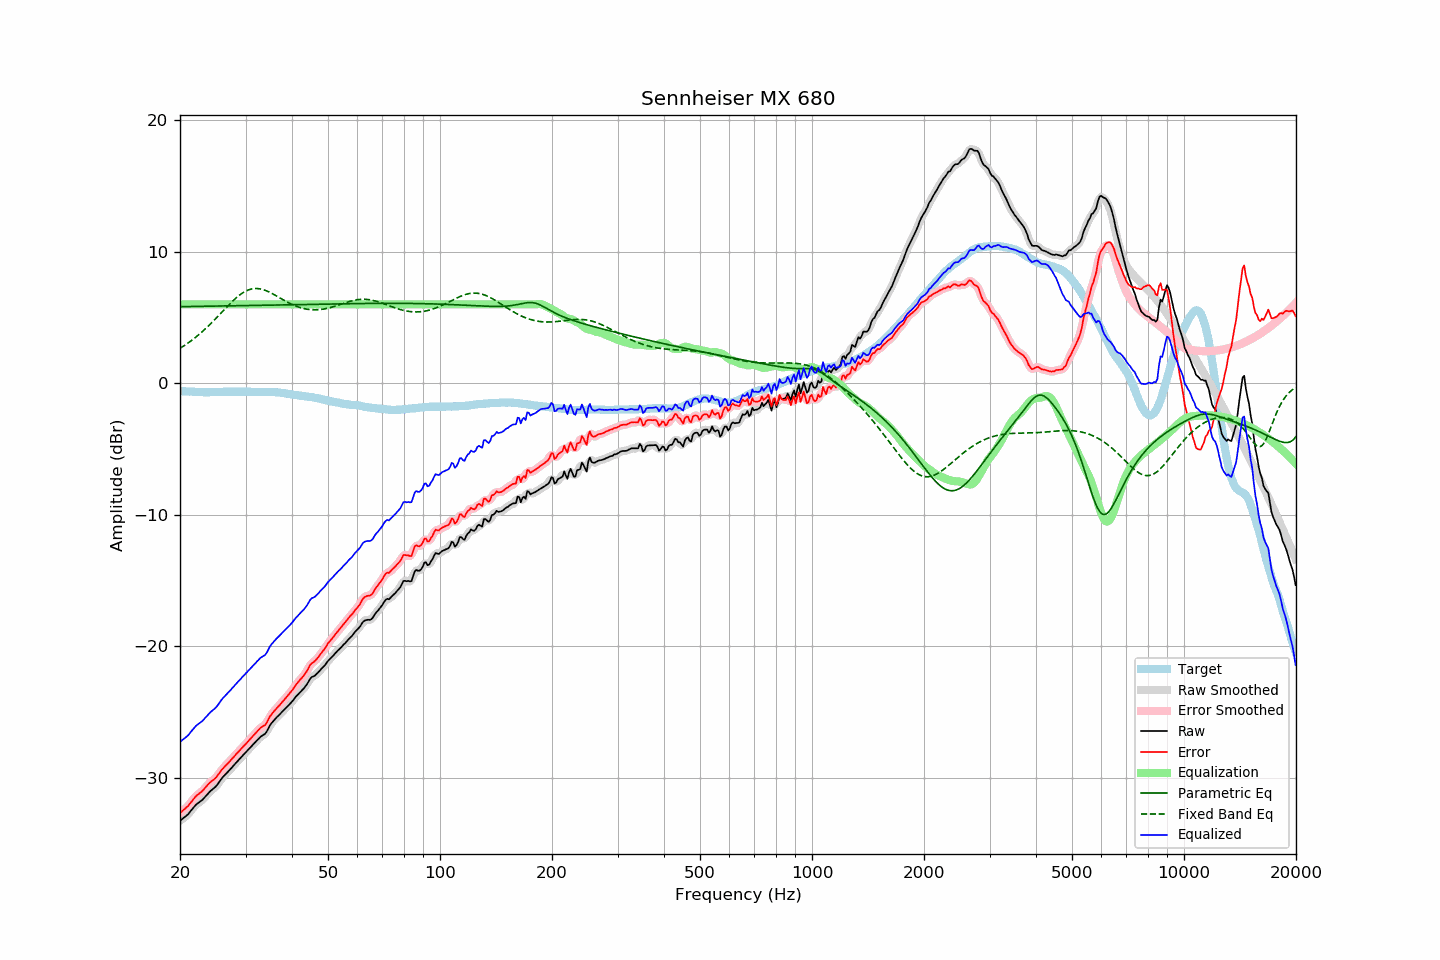 Sennheiser MX 680
20
10
0
−10
−20
−30
Amplitude (dBr)
20
50
100
200
500
1000
2000
5000
10000
20000
Frequency (Hz)
Target
Raw Smoothed
Error Smoothed
Raw
Error
Equalization
Parametric Eq
Fixed Band Eq
Equalized